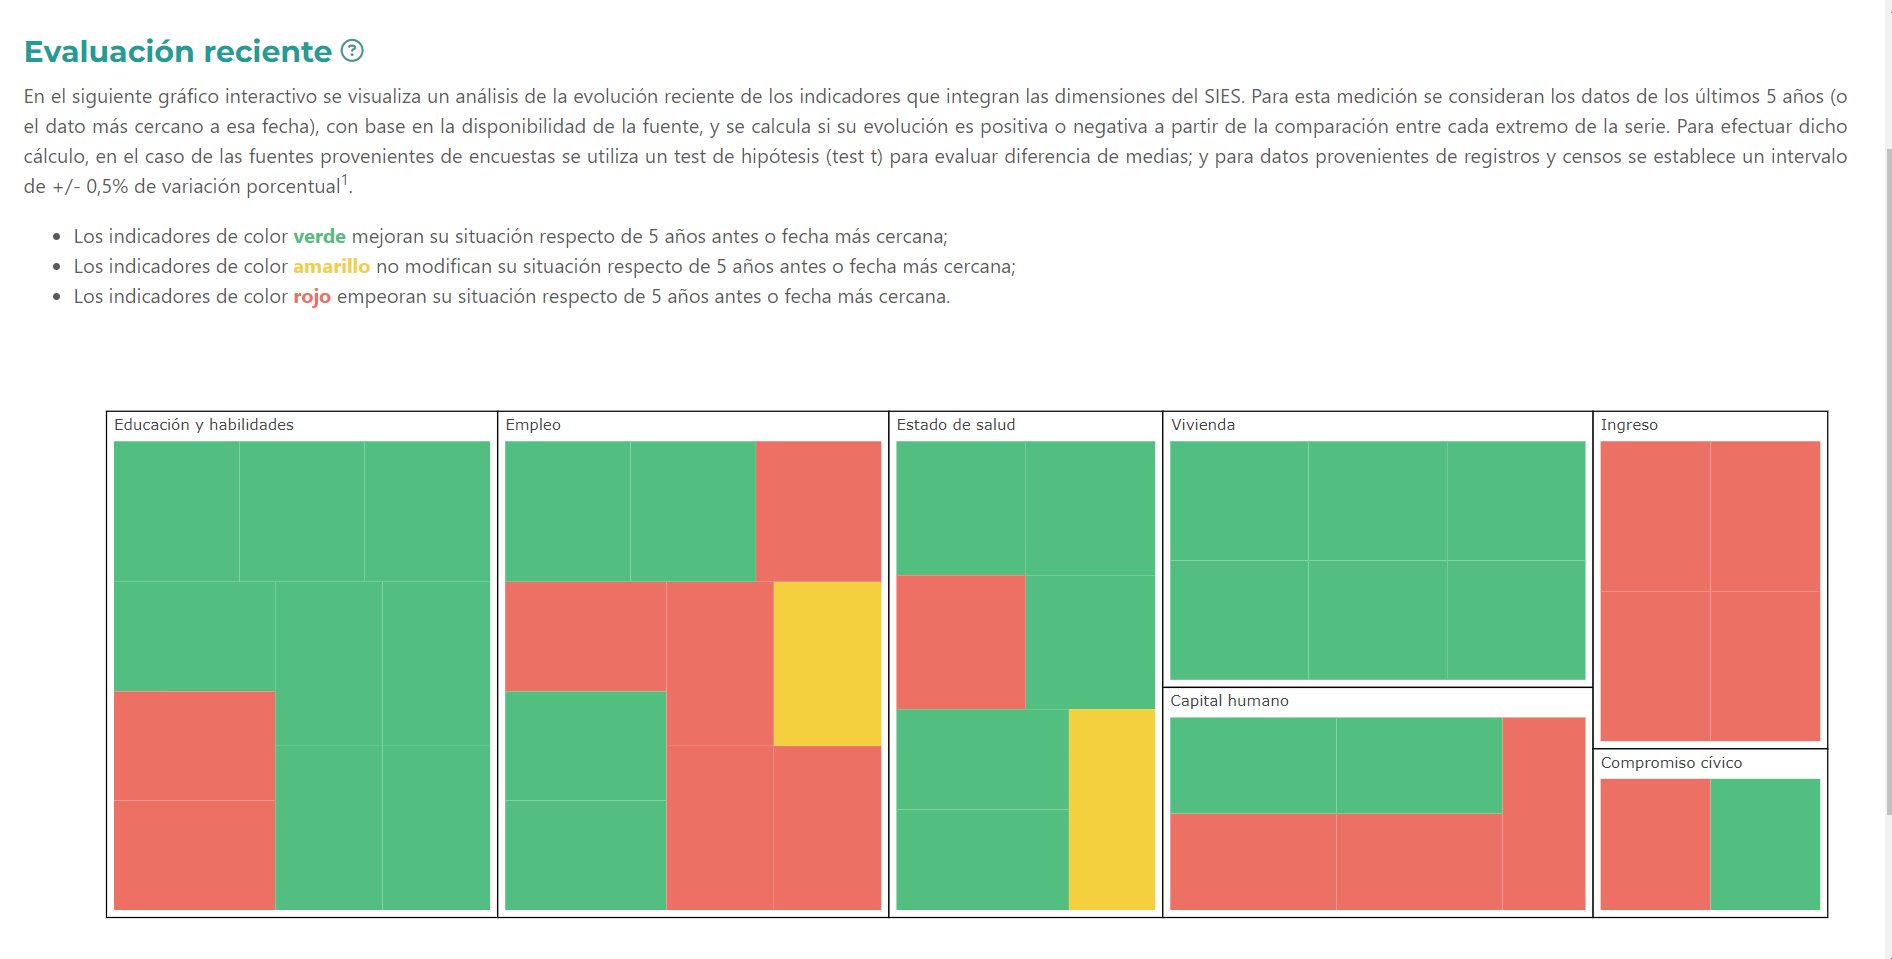 Evaluación reciente ?
En el siguiente gráfico interactivo se visualiza un análisis de la evolución reciente de los indicadores que integran las dimensiones del SIES. Para esta medición se consideran los datos de los últimos 5 años (o
el dato más cercano a esa fecha), con base en la disponibilidad de la fuente, y se calcula si su evolución es positiva o negativa a partir de la comparación entre cada extremo de la serie. Para efectuar dicho
cálculo, en el caso de las fuentes provenientes de encuestas se utiliza un test de hipótesis (test t) para evaluar diferencia de medias; y para datos provenientes de registros y censos se establece un intervalo
de +/- 0,5% de variación porcentual1.
• Los indicadores de color verde mejoran su situación respecto de 5 años antes o fecha más cercana;
• Los indicadores de color amarillo no modifican su situación respecto de 5 años antes o fecha más cercana;
• Los indicadores de color rojo empeoran su situación respecto de 5 años antes o fecha más cercana.
Educación y habilidades
Empleo
Estado de salud
Vivienda
Ingreso
Capital humano
Compromiso cívico